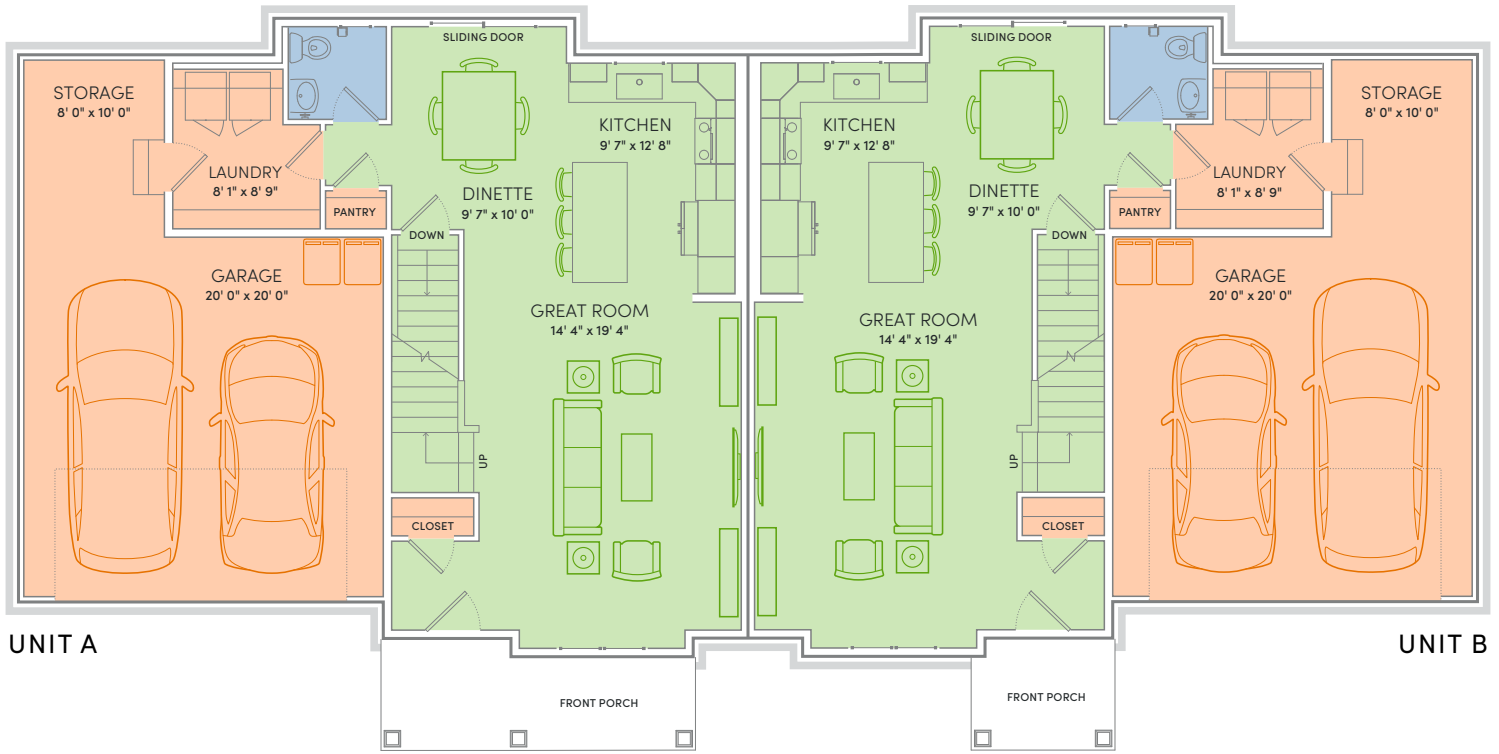 SLIDING DOOR
STORAGE
8' 0" x 10' 0"
KITCHEN
9' 7" x 12' 8"
LAUNDRY
8' 1" x 8' 9"
DINETTE
9' 7" x 10' 0"
PANTRY
DOWN
GARAGE
20' 0" x 20' 0"
GREAT ROOM
14' 4" x 19' 4"
UP
CLOSET
UNIT A
FRONT PORCH
SLIDING DOOR
STORAGE
8' 0" x 10' 0"
KITCHEN
9' 7" x 12' 8"
LAUNDRY
8' 1" x 8' 9"
DINETTE
9' 7" x 10' 0"
PANTRY
DOWN
GARAGE
20' 0" x 20' 0"
GREAT ROOM
14' 4" x 19' 4"
UP
CLOSET
UNIT B
FRONT PORCH